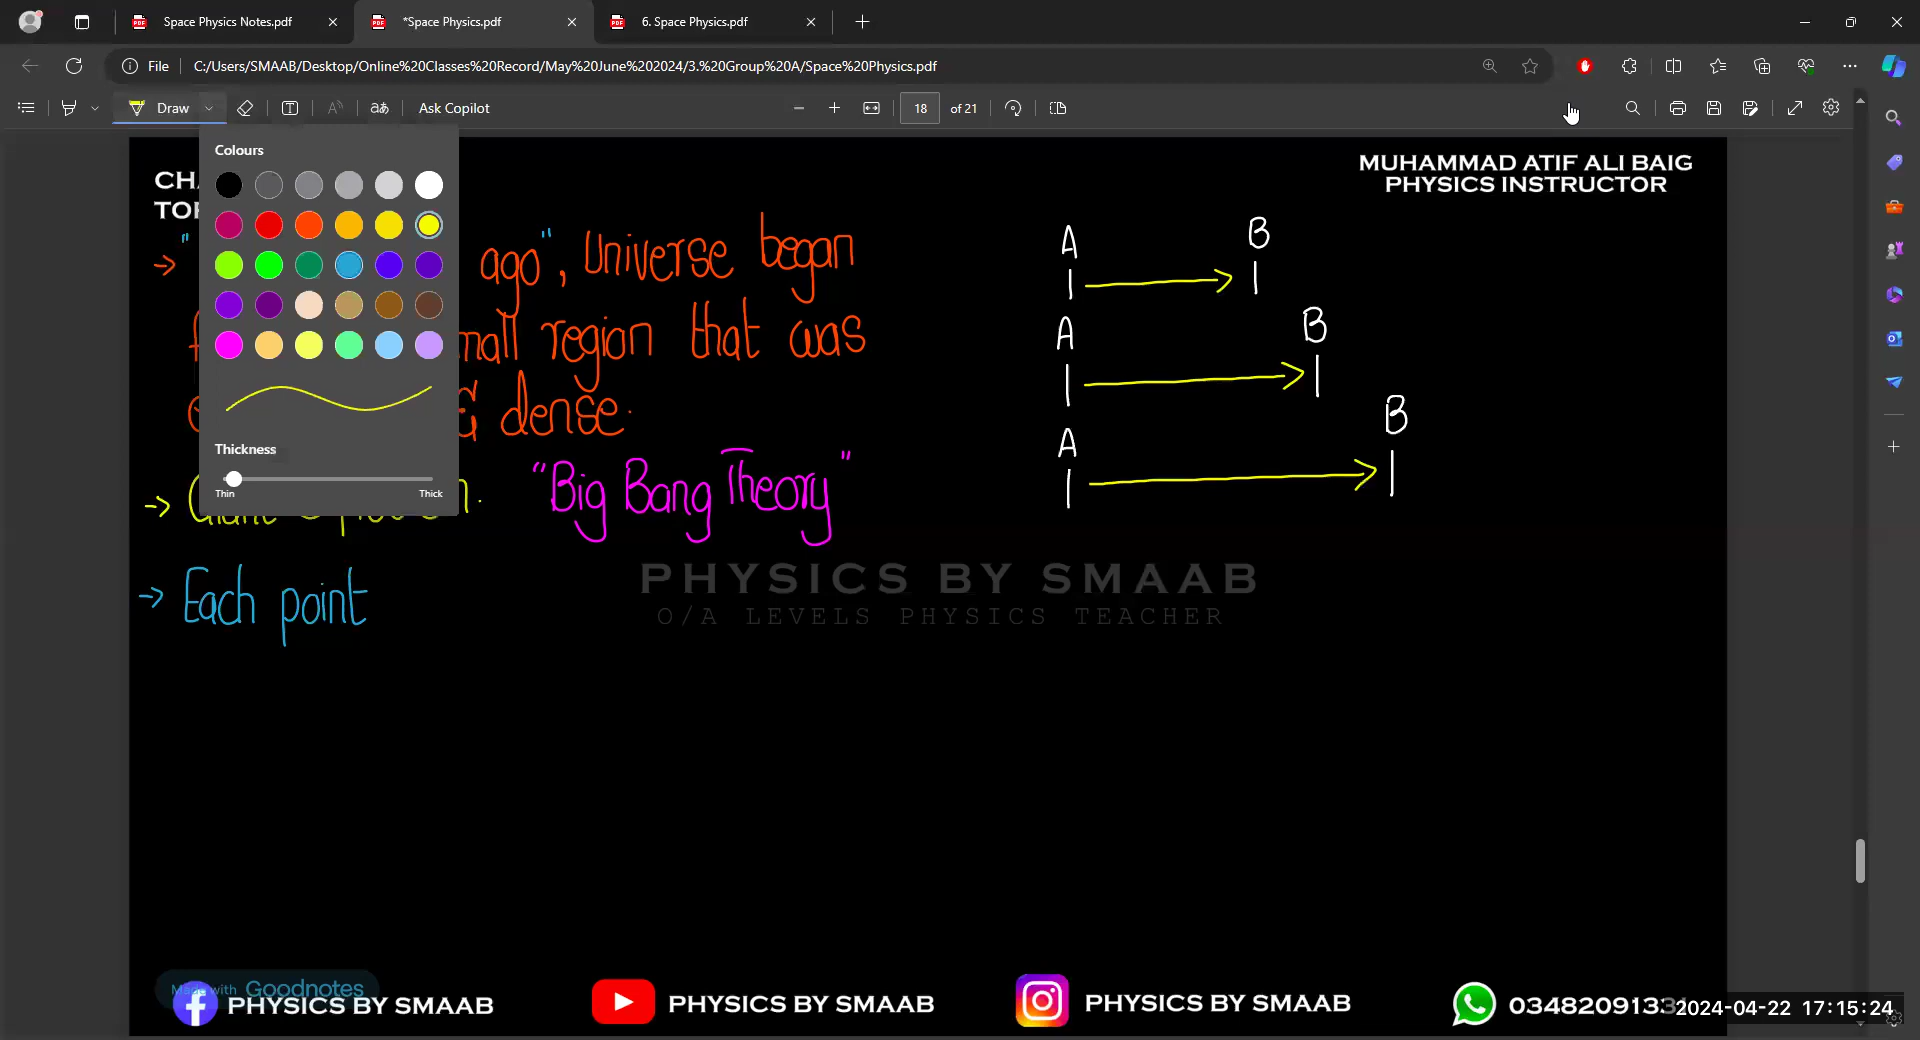 Space Physics Notes.pdf
*Space Physics.pdf
6. Space Physics.pdf
File
C:/Users/SMAAB/Desktop/Online%20Classes%20Record/May%20June%202024/3.%20Group%20A/Space%20Physics.pdf
Draw
Ask Copilot
18 of 21
Colours
Thickness
Thin
Thick
MUHAMMAD ATIF ALI BAIG
PHYSICS INSTRUCTOR
-> ago", Universe began
region that was
dense.
-> "Big Bang Theory"
-> Each point
A B
A B
A B
PHYSICS BY SMAAB
O/A LEVELS PHYSICS TEACHER
Made with Goodnotes
PHYSICS BY SMAAB
PHYSICS BY SMAAB
PHYSICS BY SMAAB
2024-04-22 17:15:24